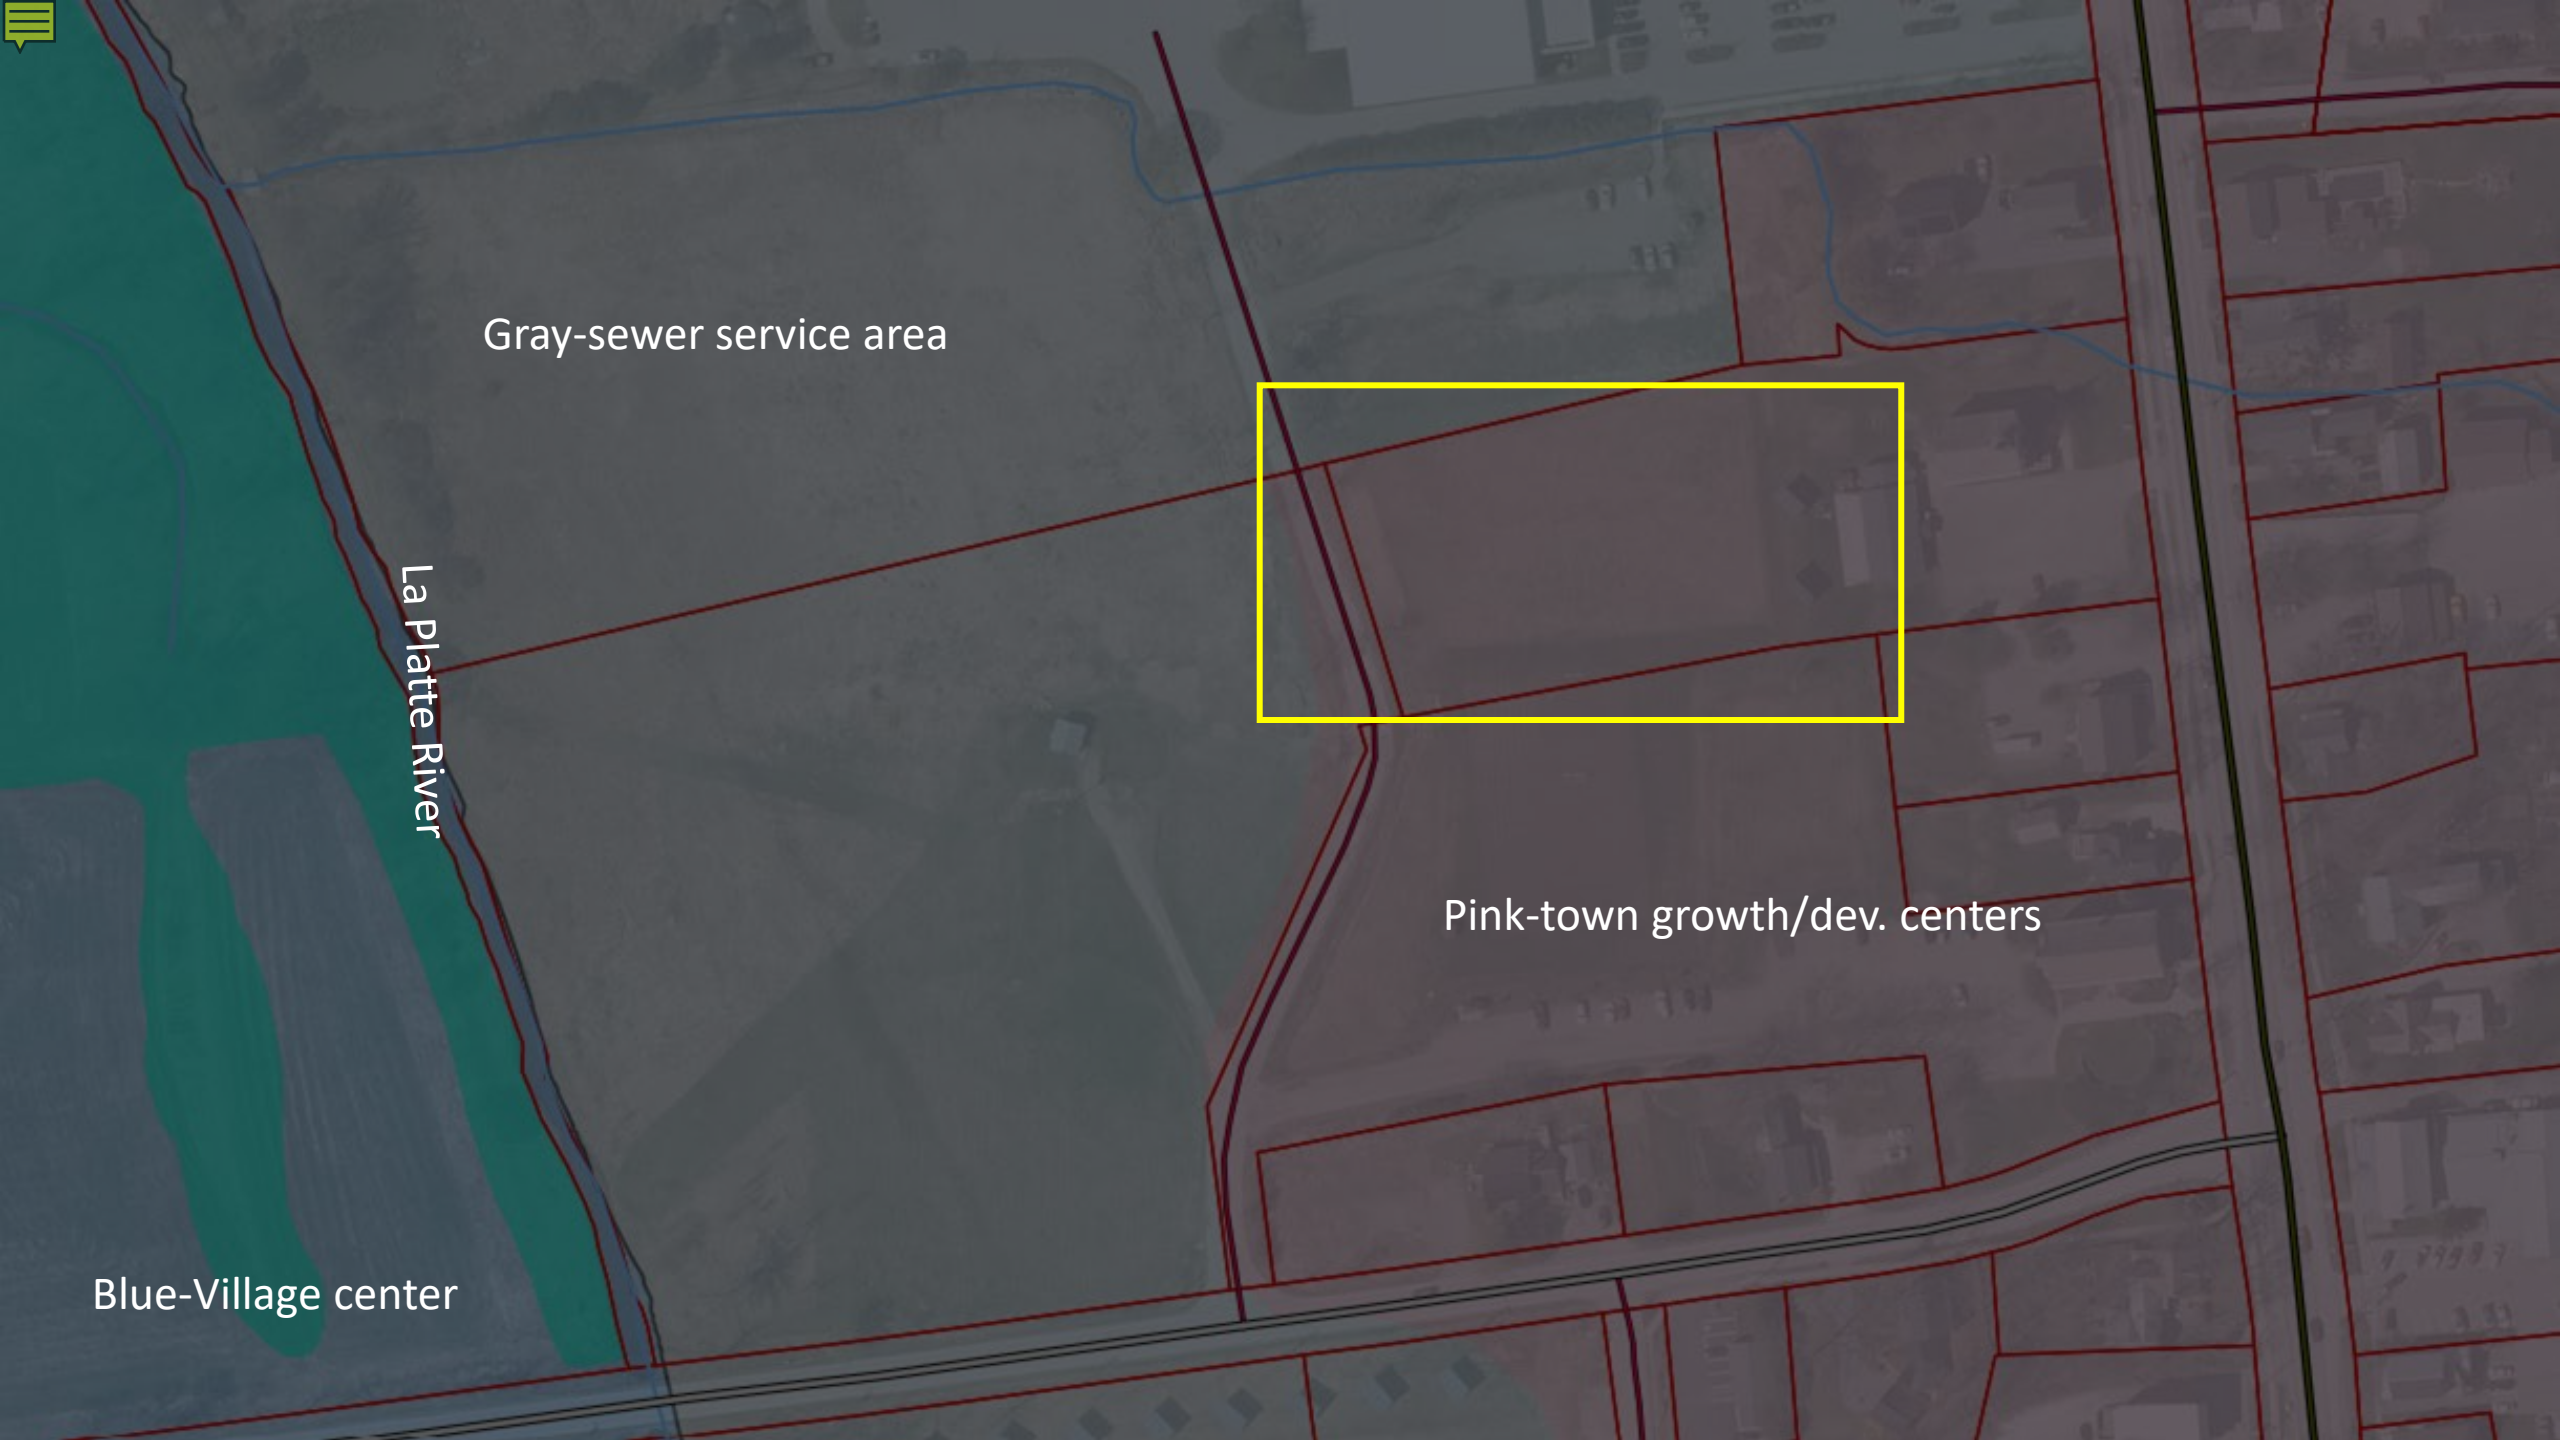 Gray-sewer service area
La Platte River
Pink-town growth/dev. centers
Blue-Village center